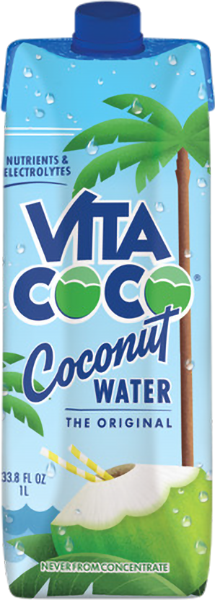 NUTRIENTS &
ELECTROLYTES
VITA
COCO®
Coconut
WATER
THE ORIGINAL
33.8 FL OZ
1L
NEVER FROM CONCENTRATE